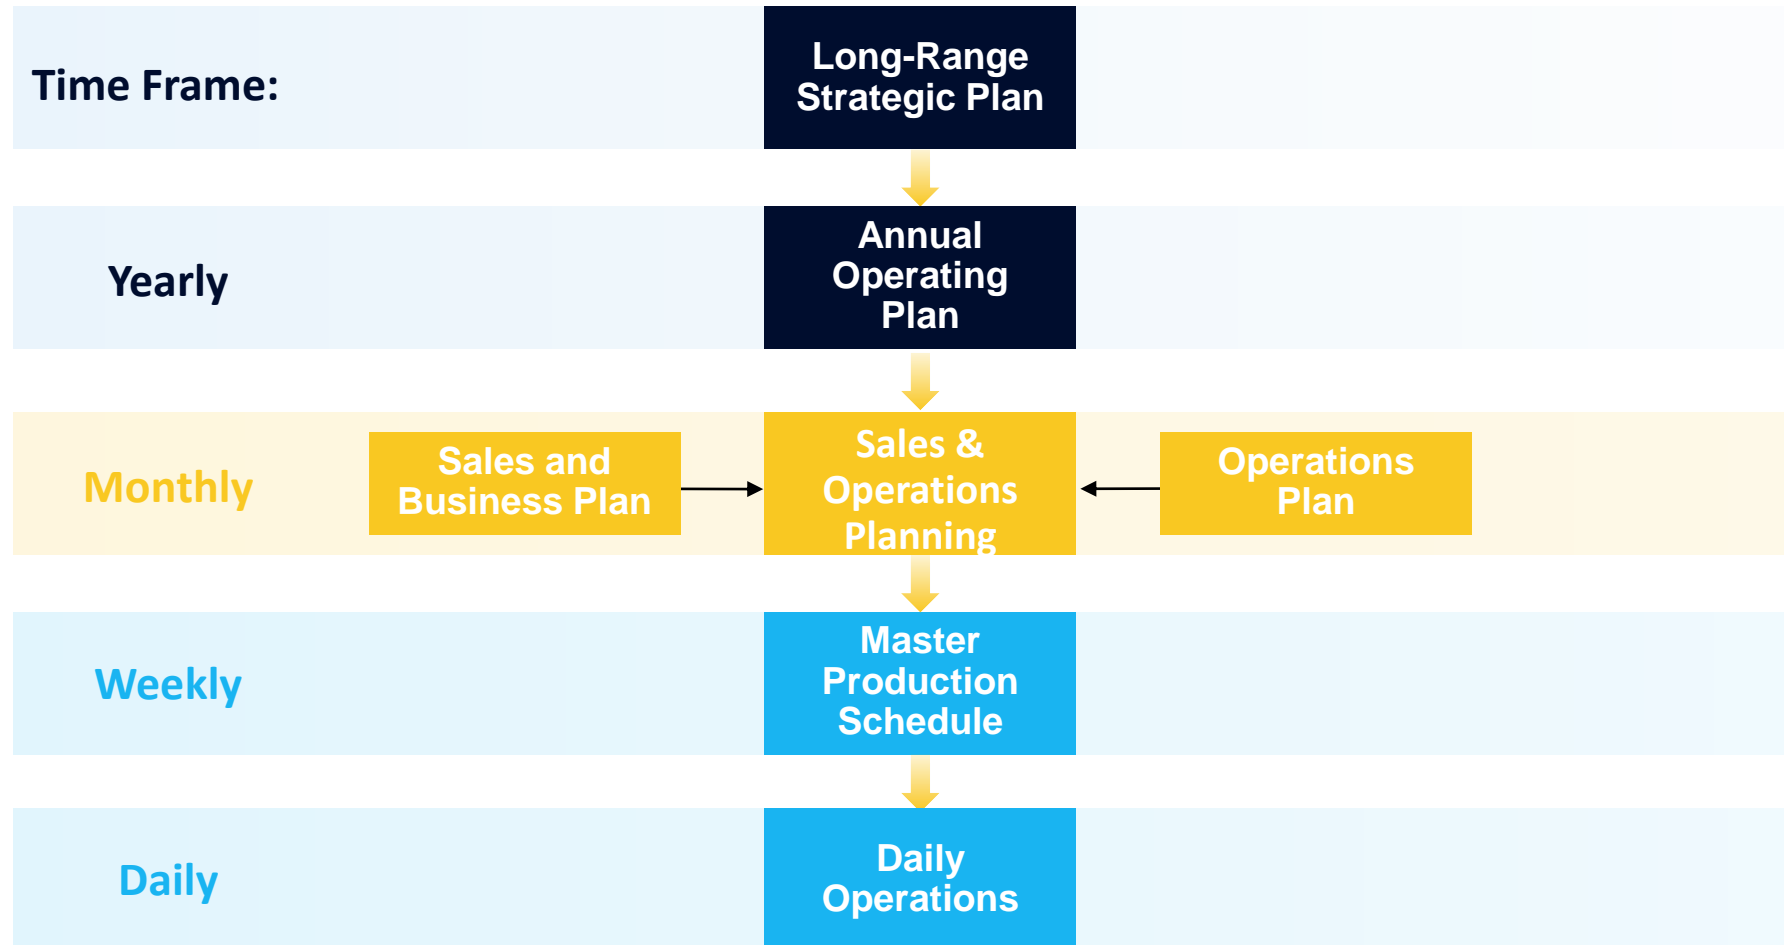 Time Frame:
Long-Range
Strategic Plan
Yearly
Annual
Operating
Plan
Monthly
Sales and
Business Plan
Sales &
Operations
Planning
Operations
Plan
Weekly
Master
Production
Schedule
Daily
Daily
Operations